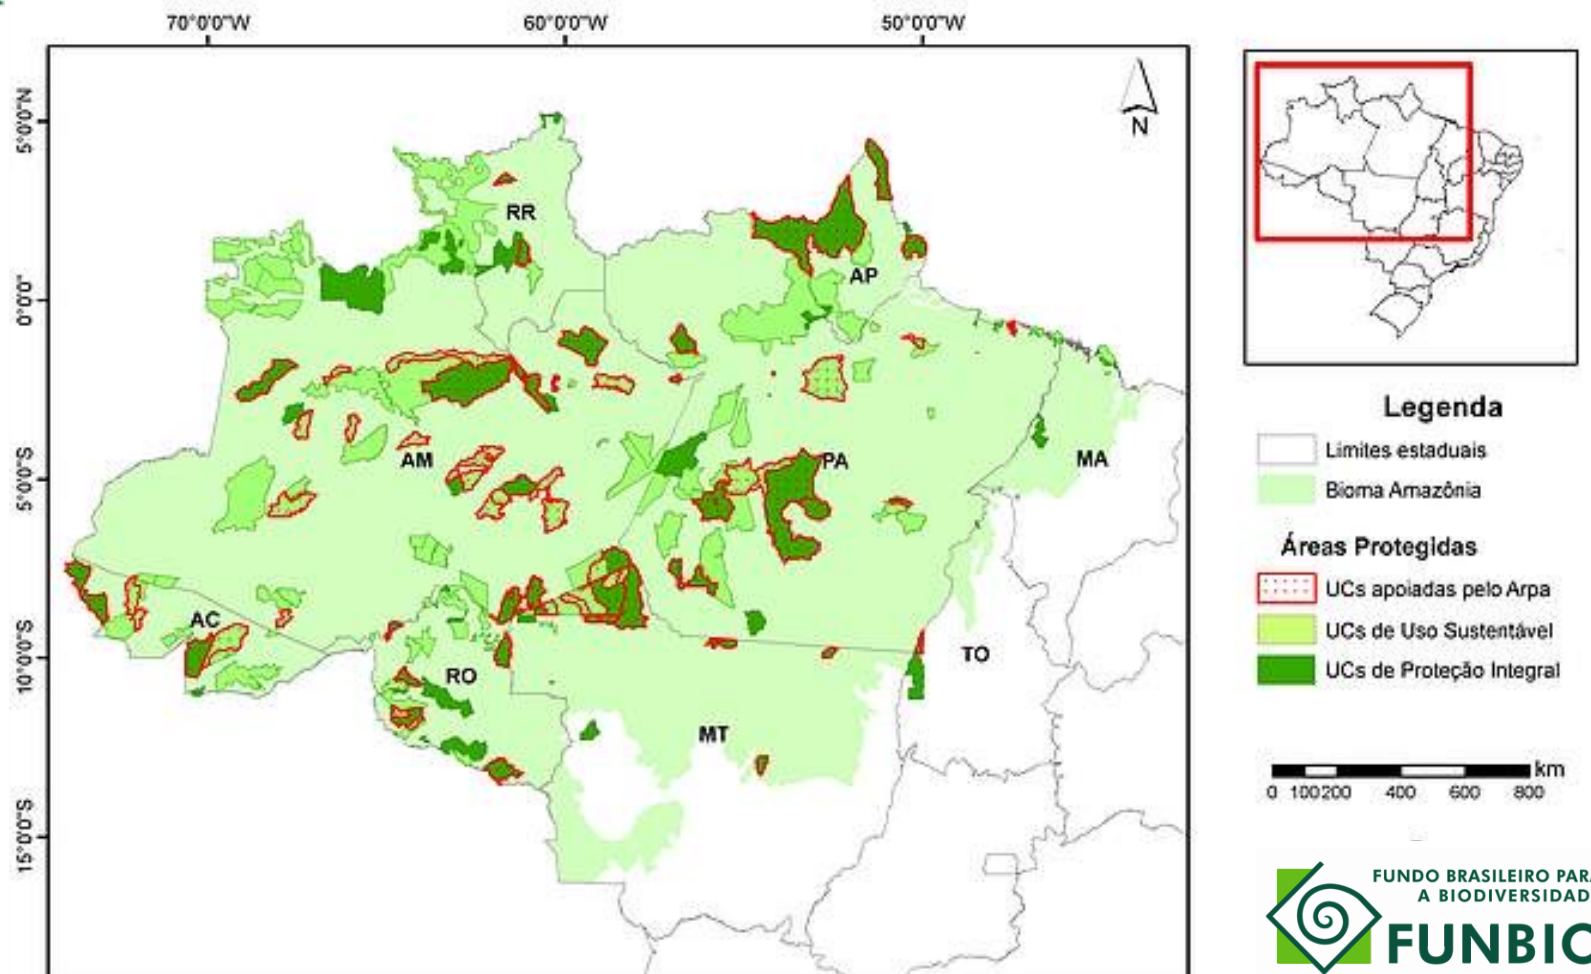 70°0'0"W 60°0'0"W 50°0'0"W
5°0'0"N
0°0'0"
5°0'0"S
10°0'0"S
15°0'0"S
N
RR
AP
AM
PA
MA
AC
RO
TO
MT
Legenda
Limites estaduais
Bioma Amazônia
Áreas Protegidas
UCs apoiadas pelo Arpa
UCs de Uso Sustentável
UCs de Proteção Integral
km
0 100 200 400 600 800
FUNDO BRASILEIRO PARA
A BIODIVERSIDAD
FUNBIO